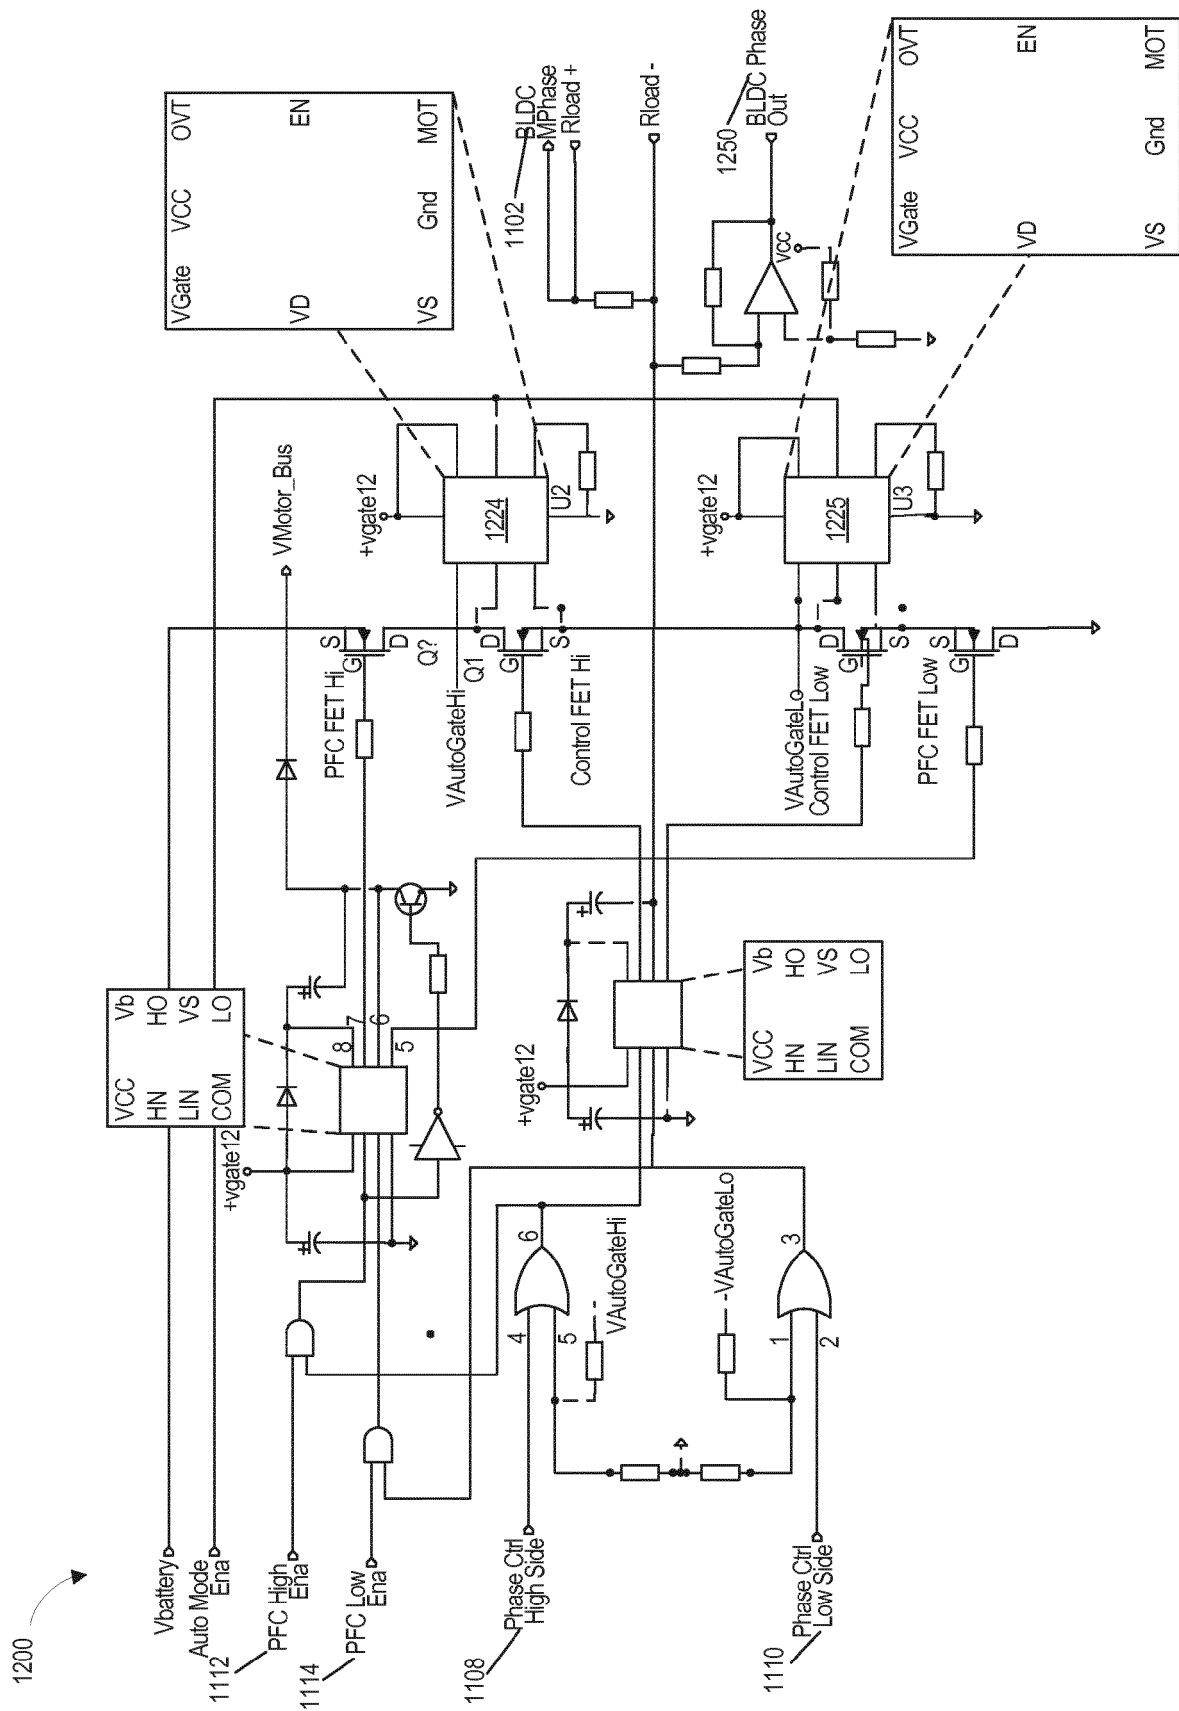 1200
Vbattery
Auto Mode
Ena
1112
PFC High
Ena
1114
PFC Low
Ena
1108
Phase Ctrl
High Side
1110
Phase Ctrl
Low Side
VCC
HN
LIN
COM
Vb
HO
VS
LO
+vgate12
8
7
6
5
4
5
6
VAutoGateHi
VAutoGateLo
1
2
3
+vgate12
VCC
HN
LIN
COM
Vb
HO
VS
LO
VMotor_Bus
PFC FET Hi
S
G
D
Q?
VAutoGateHi
Q1
D
G
S
Control FET Hi
VAutoGateLo
Control FET Low
D
G
S
PFC FET Low
S
G
D
+vgate12
1224
U2
+vgate12
1225
U3
VGate
VCC
OVT
VD
EN
VS
Gnd
MOT
1102
BLDC
MPhase
Rload +
Rload -
1250
BLDC Phase
Out
VCC
VGate
VCC
OVT
VD
EN
VS
Gnd
MOT